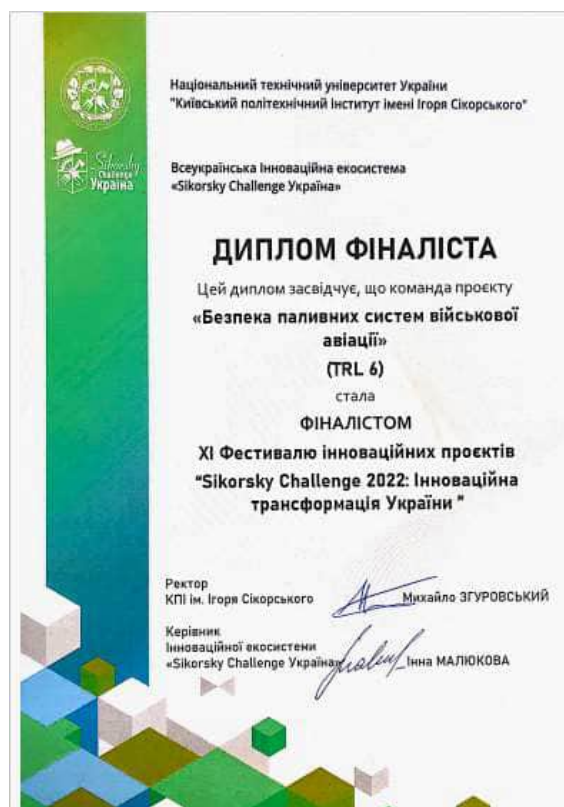 Національний технічний університет України
"Київський політехнічний інститут імені Ігоря Сікорського"
Sikorsky
Challenge
Україна
Всеукраїнська Інноваційна екосистема
«Sikorsky Challenge Україна»
ДИПЛОМ ФІНАЛІСТА
Цей диплом засвідчує, що команда проєкту
«Безпека паливних систем військової
авіації»
(TRL 6)
стала
ФІНАЛІСТОМ
XI Фестивалю інноваційних проєктів
"Sikorsky Challenge 2022: Інноваційна
трансформація України "
Ректор
КПІ ім. Ігоря Сікорського
Михайло ЗГУРОВСЬКИЙ
Керівник
Інноваційної екосистеми
«Sikorsky Challenge Україна»
Інна МАЛЮКОВА